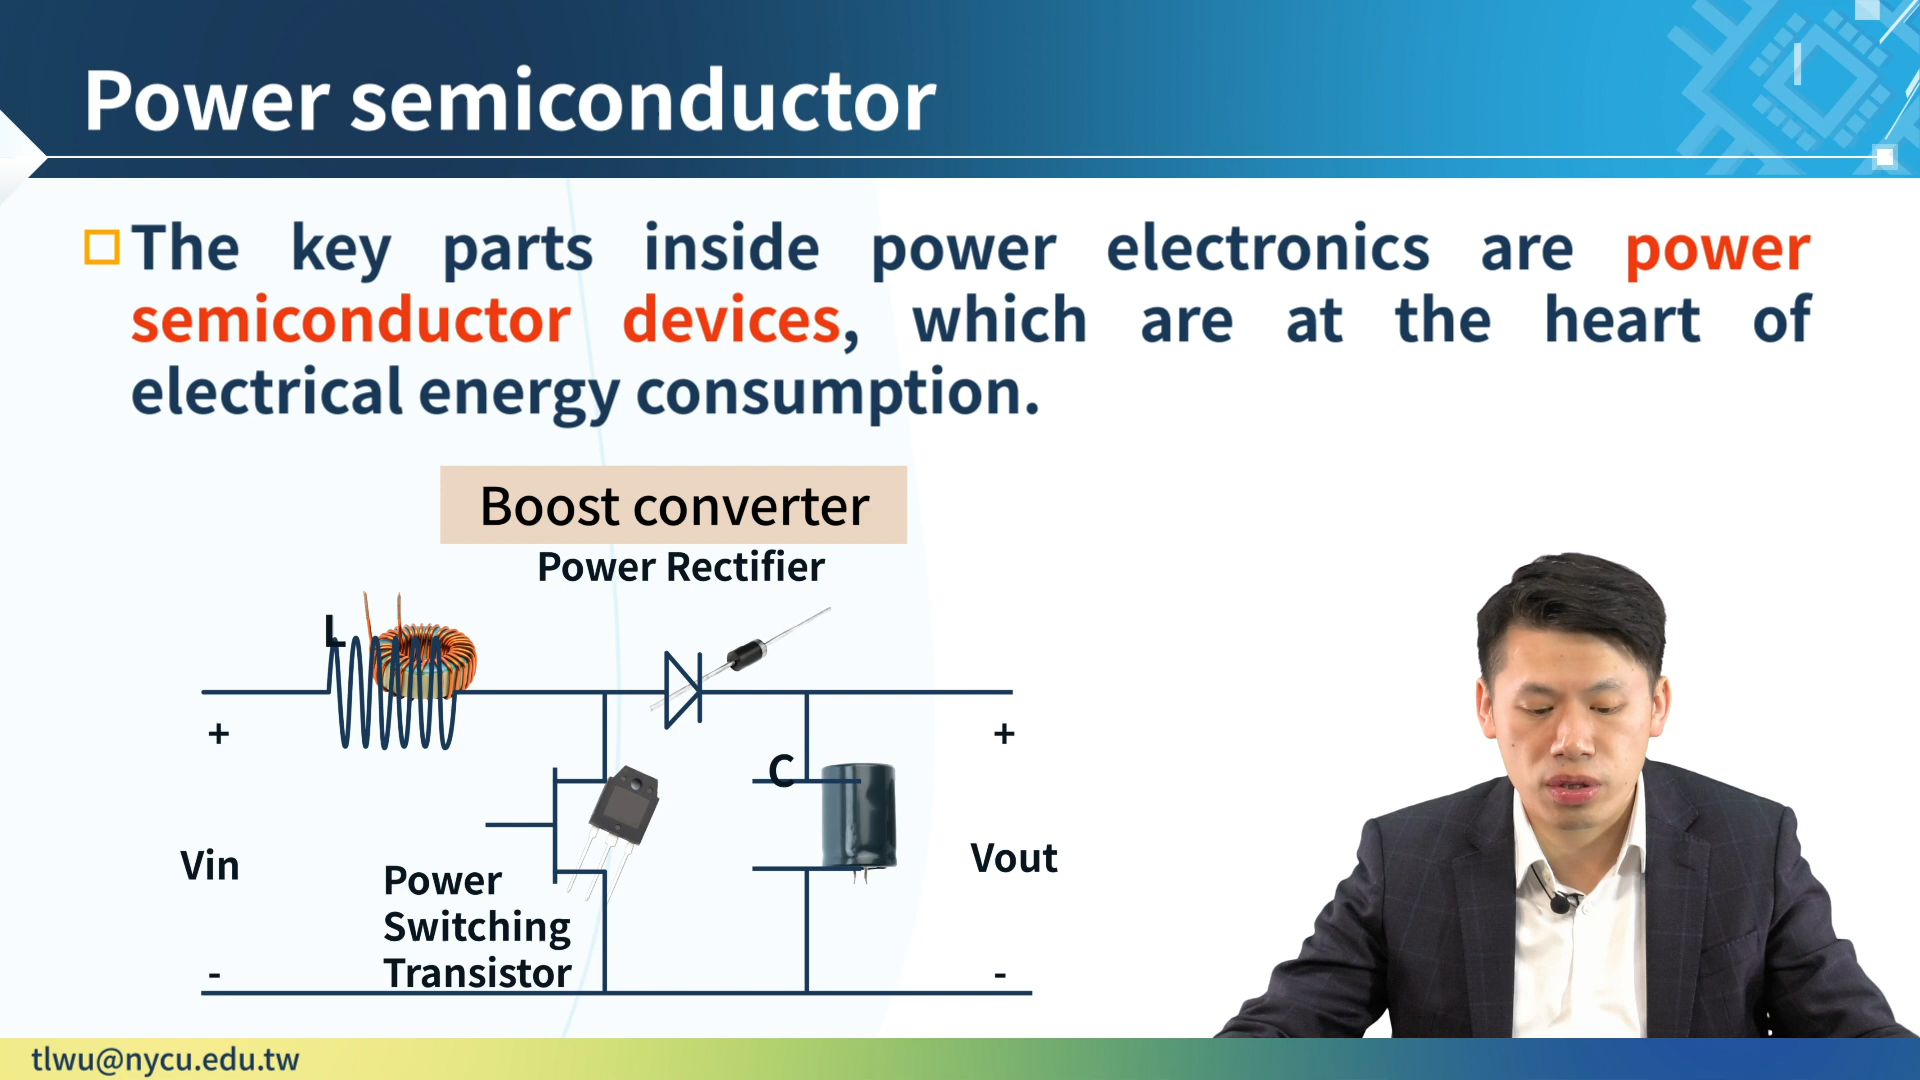 Power semiconductor
The key parts inside power electronics are power
semiconductor devices, which are at the heart of
electrical energy consumption.
Boost converter
Power Rectifier
L
+
+
C
Vin
Vout
Power
Switching
Transistor
-
-
tlwu@nycu.edu.tw